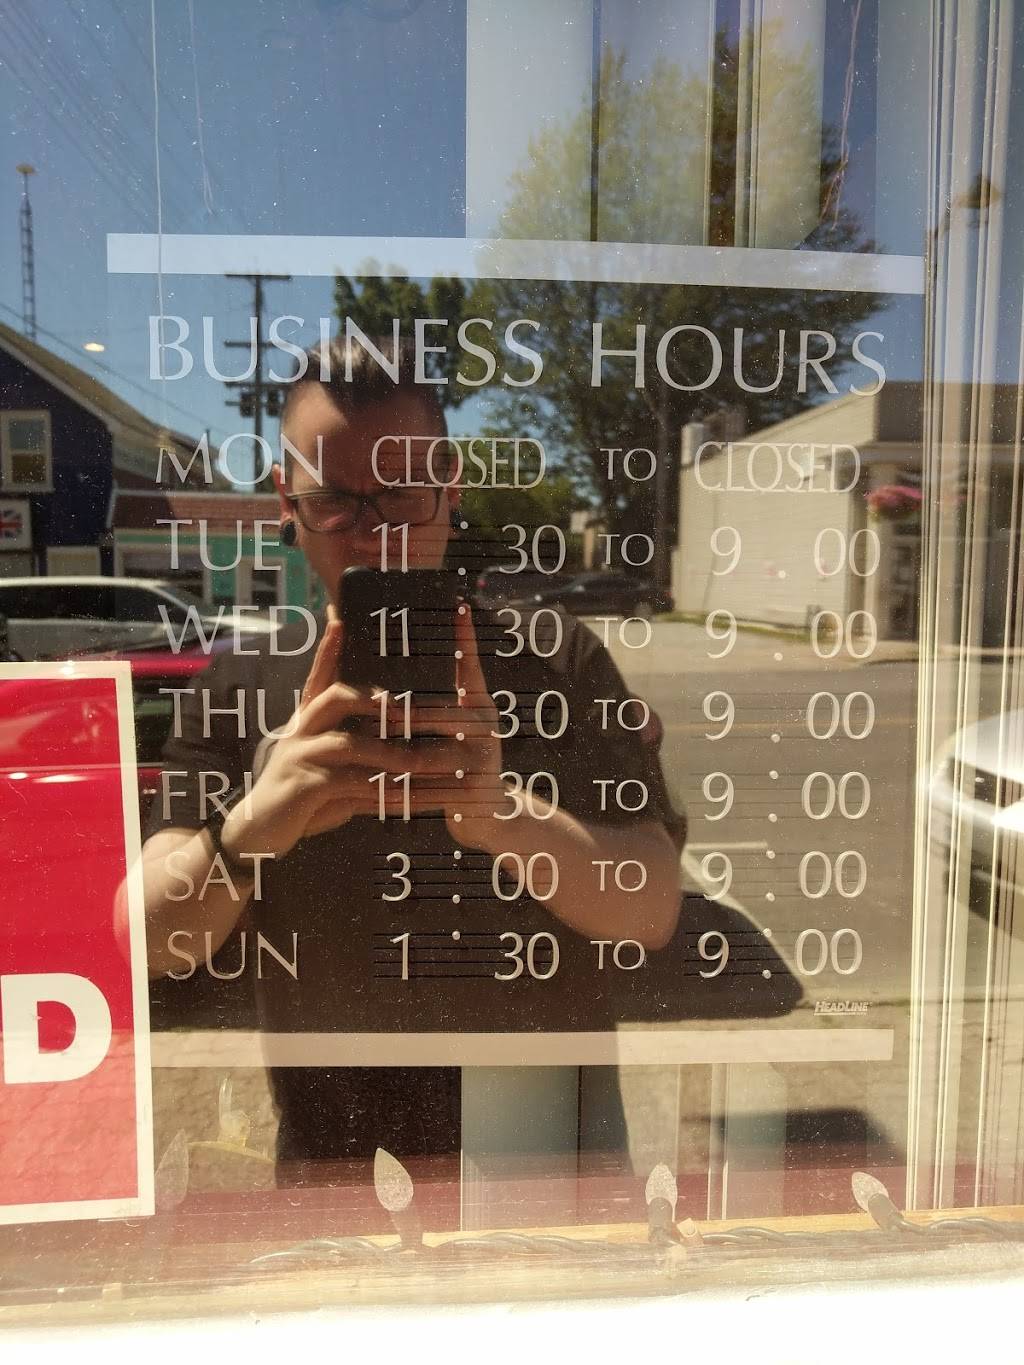 BUSINESS HOURS
MON CLOSED TO CLOSED
TUE 11 : 30 TO 9 . 00
WED 11 : 30 TO 9 . 00
THU 11 : 30 TO 9 . 00
FRI 11 : 30 TO 9 : 00
SAT 3 : 00 TO 9 : 00
SUN 1 : 30 TO 9 : 00
HEADLINE
D